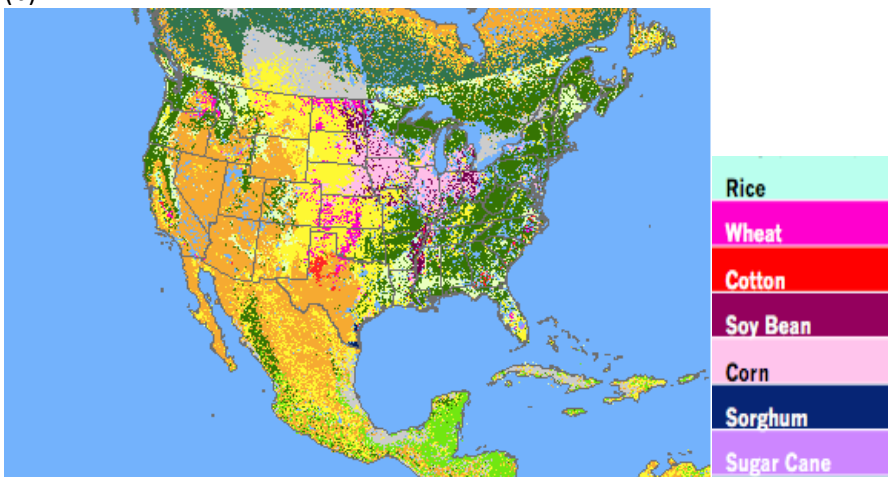 Rice
Wheat
Cotton
Soy Bean
Corn
Sorghum
Sugar Cane